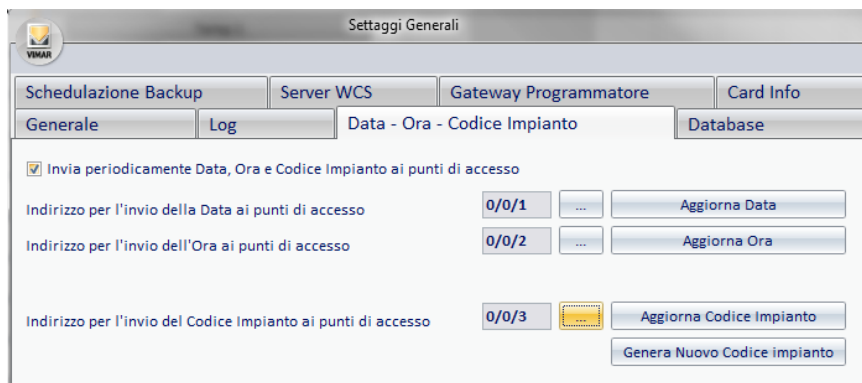 Settaggi Generali
VIMAR
Schedulazione Backup Server WCS Gateway Programmatore Card Info
Generale Log Data - Ora - Codice Impianto Database
Invia periodicamente Data, Ora e Codice Impianto ai punti di accesso
Indirizzo per l'invio della Data ai punti di accesso 0/0/1 ... Aggiorna Data
Indirizzo per l'invio dell'Ora ai punti di accesso 0/0/2 ... Aggiorna Ora
Indirizzo per l'invio del Codice Impianto ai punti di accesso 0/0/3 ... Aggiorna Codice Impianto
Genera Nuovo Codice impianto